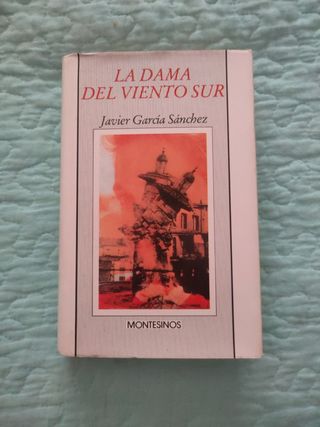 LA DAMA
DEL VIENTO SUR
Javier García Sánchez
MONTESINOS